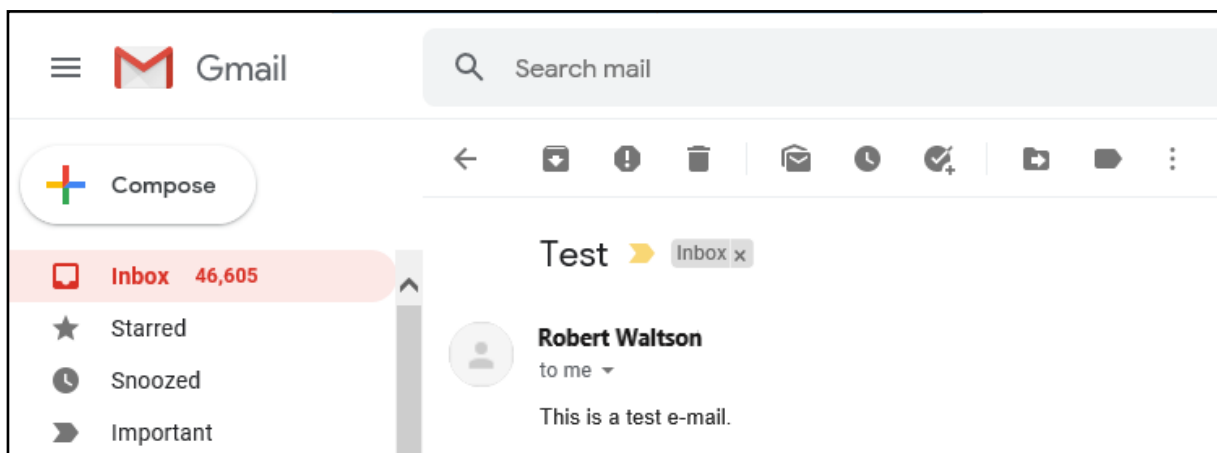 Gmail
Search mail
Compose
Test Inbox x
Inbox 46,605
Starred
Snoozed
Important
Robert Waltson
to me
This is a test e-mail.